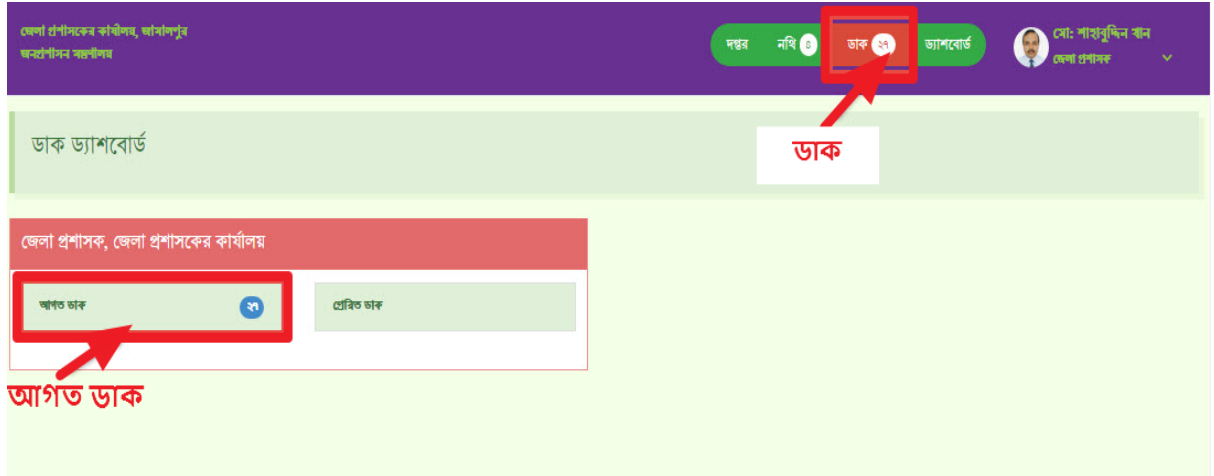 জেলা প্রশাসকের কার্যালয়, জামালপুর
জনপ্রশাসন মন্ত্রণালয়
দপ্তর নথি ০ ডাক ২৭ ড্যাশবোর্ড
মো: শাহাবুদ্দিন খান
জেলা প্রশাসক
ডাক ড্যাশবোর্ড
ডাক
জেলা প্রশাসক, জেলা প্রশাসকের কার্যালয়
আগত ডাক ২৭ প্রেরিত ডাক
আগত ডাক